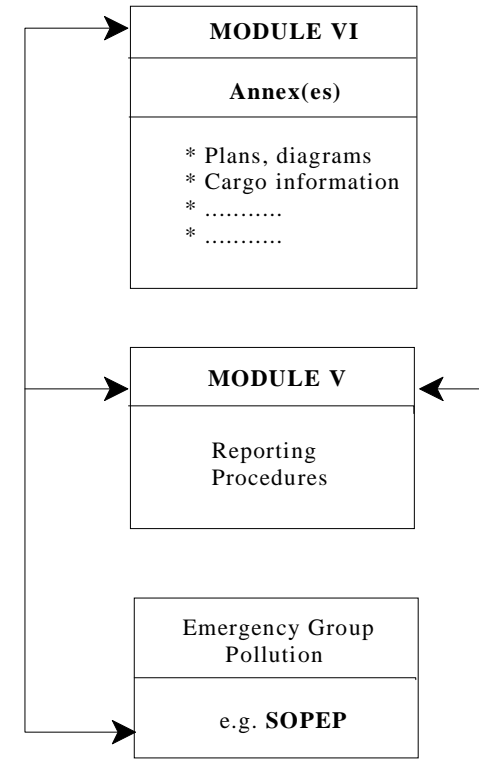 MODULE VI
Annex(es)
* Plans, diagrams
* Cargo information
* ...........
* ...........
MODULE V
Reporting
Procedures
Emergency Group
Pollution
e.g. SOPEP